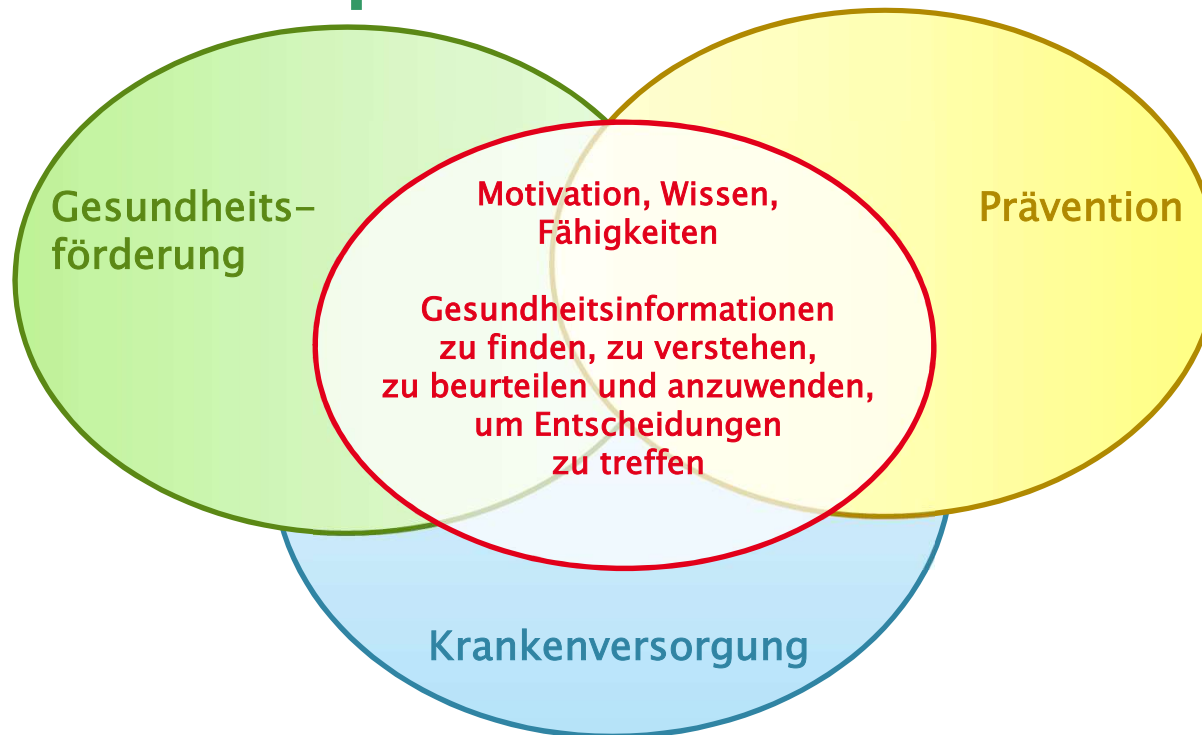 Gesundheits-
förderung
Motivation, Wissen,
Fähigkeiten
Gesundheitsinformationen
zu finden, zu verstehen,
zu beurteilen und anzuwenden,
um Entscheidungen
zu treffen
Prävention
Krankenversorgung